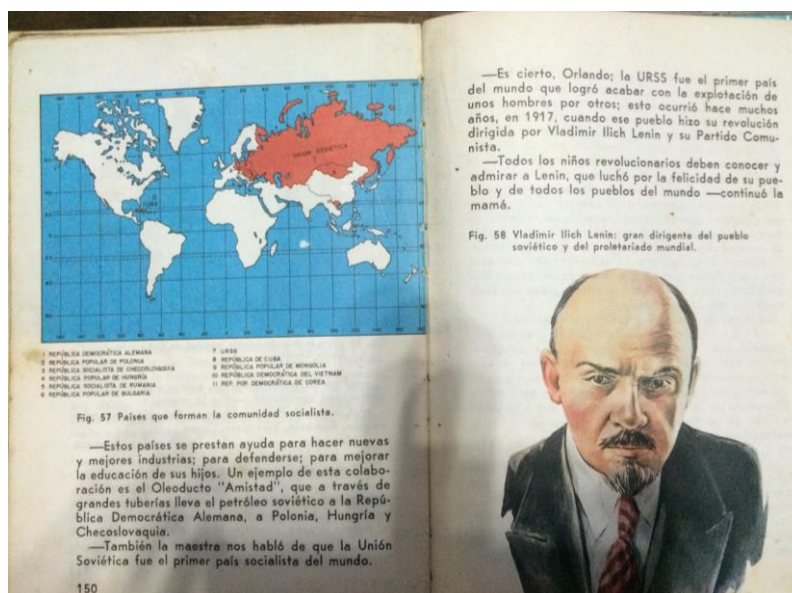 UNIÓN SOVIÉTICA
7
CUBA
1 REPÚBLICA DEMOCRÁTICA ALEMANA
2 REPÚBLICA POPULAR DE POLONIA
3 REPÚBLICA SOCIALISTA DE CHECOSLOVAQUIA
4 REPÚBLICA POPULAR DE HUNGRÍA
5 REPÚBLICA SOCIALISTA DE RUMANIA
6 REPÚBLICA POPULAR DE BULGARIA
7 URSS
8 REPÚBLICA DE CUBA
9 REPÚBLICA POPULAR DE MONGOLIA
10 REPÚBLICA DEMOCRÁTICA DEL VIETNAM
11 REP. POP. DEMOCRÁTICA DE COREA
Fig. 57 Países que forman la comunidad socialista.
—Estos países se prestan ayuda para hacer nuevas
y mejores industrias; para defenderse; para mejorar
la educación de sus hijos. Un ejemplo de esta colabo-
ración es el Oleoducto "Amistad", que a través de
grandes tuberías lleva el petróleo soviético a la Repú-
blica Democrática Alemana, a Polonia, Hungría y
Checoslovaquia.
—También la maestra nos habló de que la Unión
Soviética fue el primer país socialista del mundo.
150
—Es cierto, Orlando; la URSS fue el primer país
del mundo que logró acabar con la explotación de
unos hombres por otros; esto ocurrió hace muchos
años, en 1917, cuando ese pueblo hizo su revolución
dirigida por Vladimir Ilich Lenin y su Partido Comu-
nista.
—Todos los niños revolucionarios deben conocer y
admirar a Lenin, que luchó por la felicidad de su pue-
blo y de todos los pueblos del mundo —continuó la
mamá.
Fig. 58 Vladimir Ilich Lenin: gran dirigente del pueblo
soviético y del proletariado mundial.